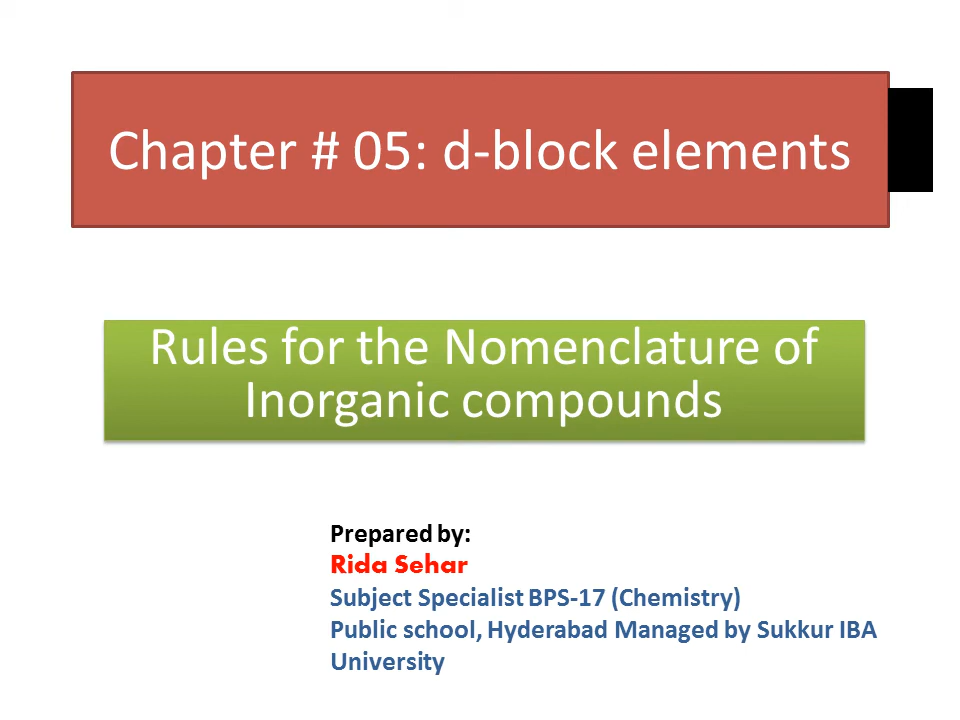 Chapter # 05: d-block elements
Rules for the Nomenclature of
Inorganic compounds
Prepared by:
Rida Sehar
Subject Specialist BPS-17 (Chemistry)
Public school, Hyderabad Managed by Sukkur IBA
University